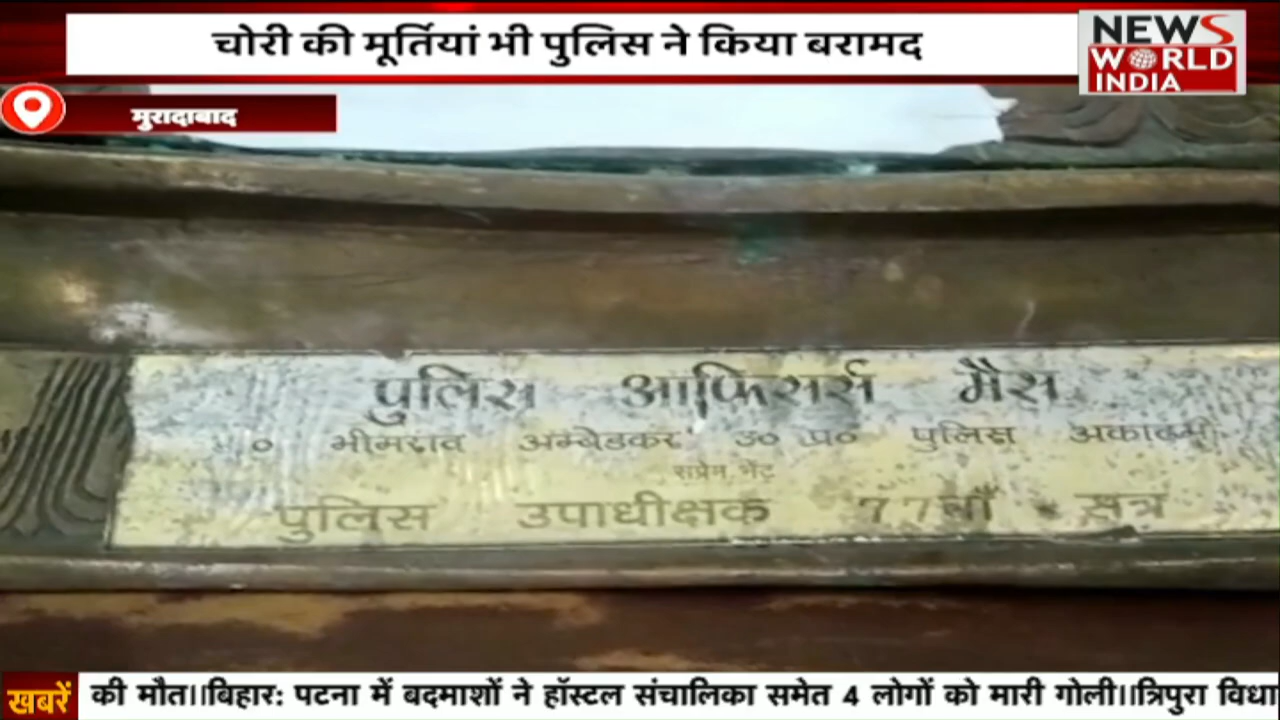 चोरी की मूर्तियां भी पुलिस ने किया बरामद
NEWS
WORLD
INDIA
मुरादाबाद
पुलिस आफिसर्स मैस
भीमराव अम्बेडकर उ० प्र० पुलिस अकादमी
सप्रेम भेंट
पुलिस उपाधीक्षक 77वाँ सत्र
खबरें
की मौत।।बिहार: पटना में बदमाशों ने हॉस्टल संचालिका समेत 4 लोगों को मारी गोली।।त्रिपुरा विधा